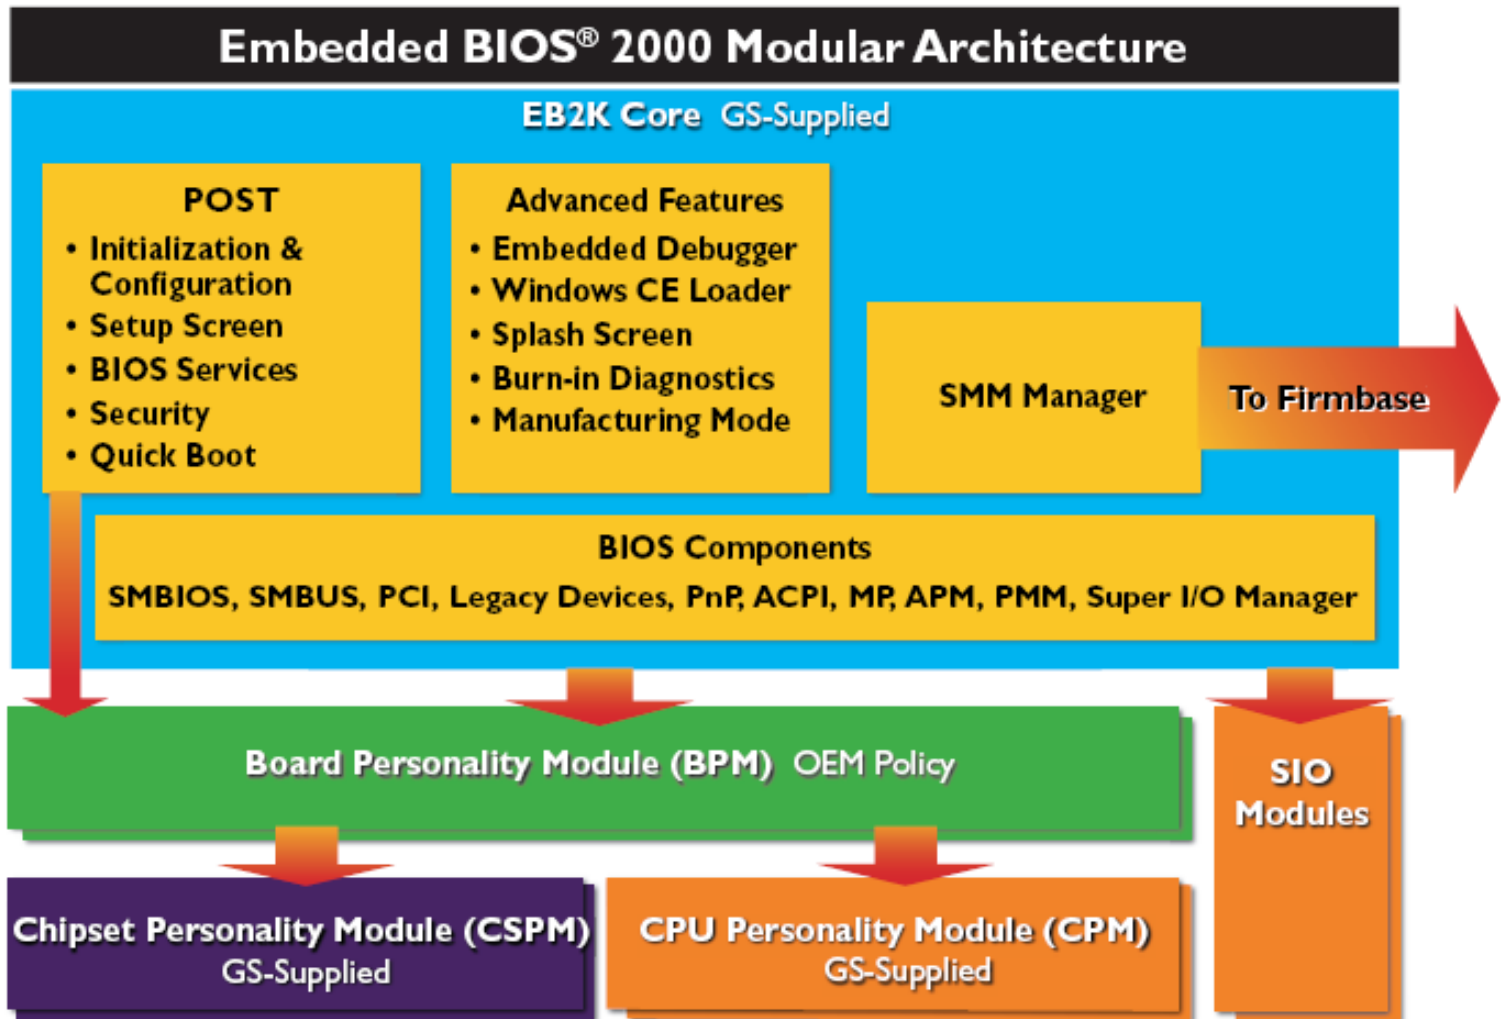 Embedded BIOS® 2000 Modular Architecture
EB2K Core GS-Supplied
POST
• Initialization &
Configuration
• Setup Screen
• BIOS Services
• Security
• Quick Boot
Advanced Features
• Embedded Debugger
• Windows CE Loader
• Splash Screen
• Burn-in Diagnostics
• Manufacturing Mode
SMM Manager
To Firmbase
BIOS Components
SMBIOS, SMBUS, PCI, Legacy Devices, PnP, ACPI, MP, APM, PMM, Super I/O Manager
Board Personality Module (BPM) OEM Policy
SIO
Modules
Chipset Personality Module (CSPM)
GS-Supplied
CPU Personality Module (CPM)
GS-Supplied